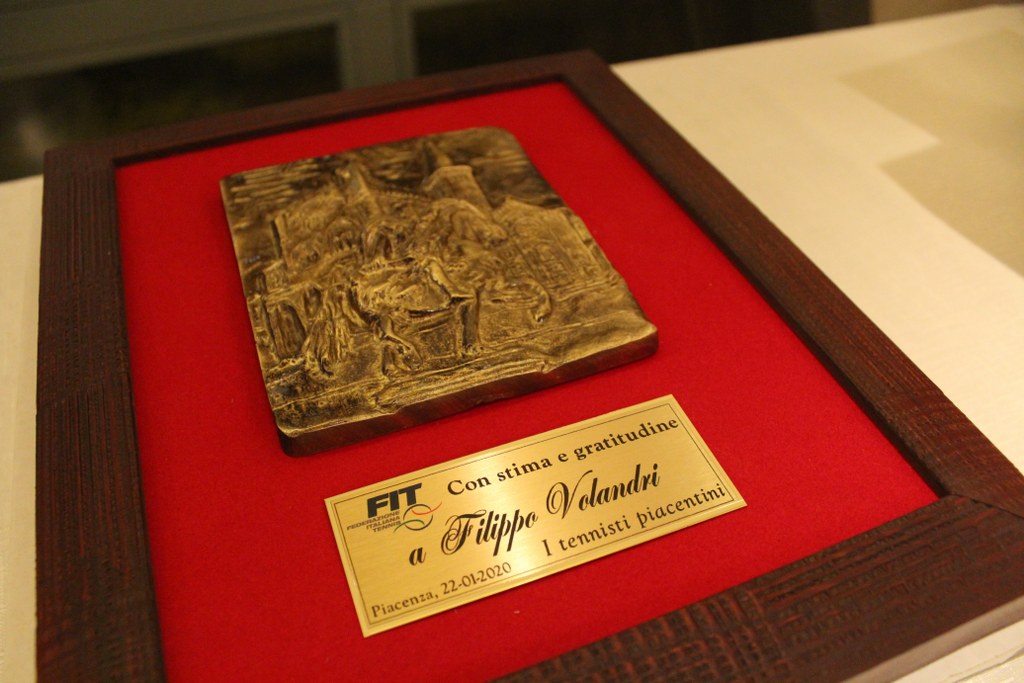 FIT
FEDERAZIONE
ITALIANA
TENNIS
Con stima e gratitudine
a Filippo Volandri
I tennisti piacentini
Piacenza, 22-01-2020